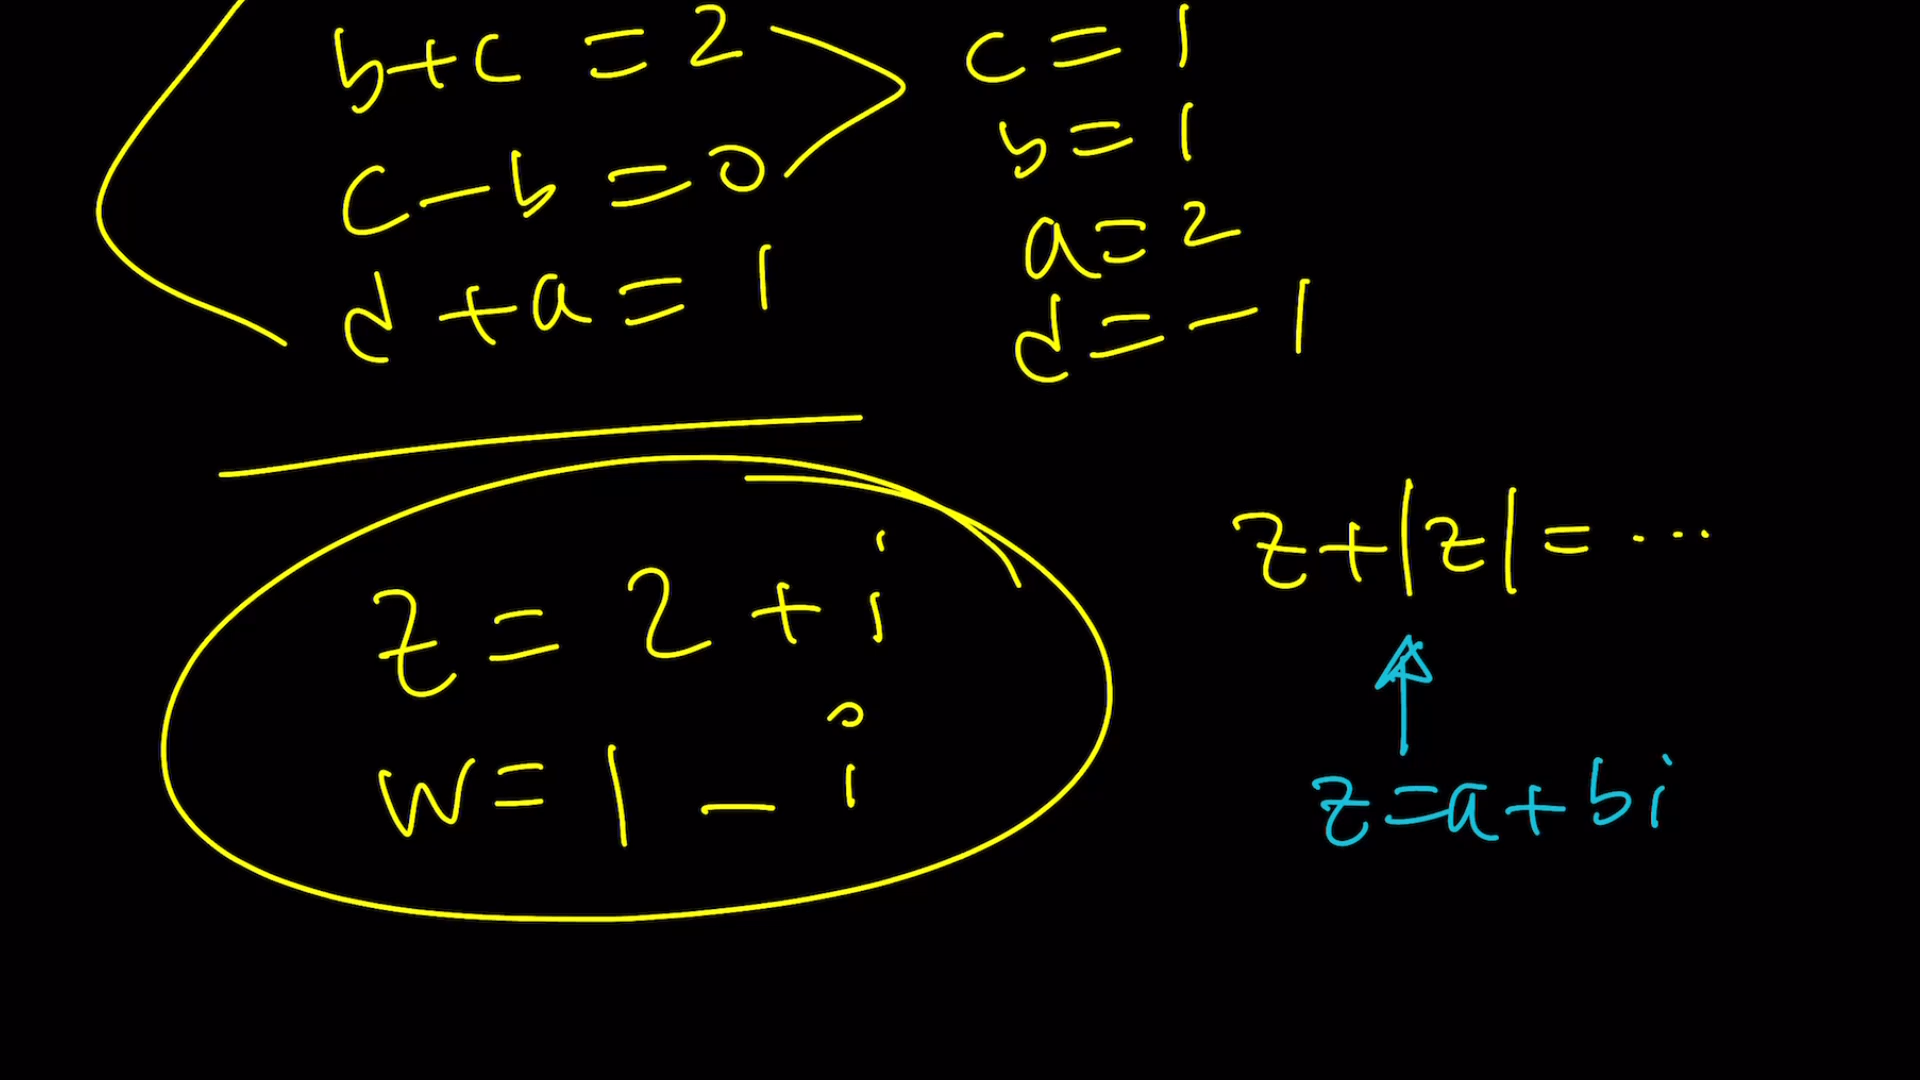 b+c = 2
c-b = 0
d+a = 1
c = 1
b = 1
a = 2
d = -1
z = 2 + i
w = 1 - i
z+|z| = ...
z = a + bi